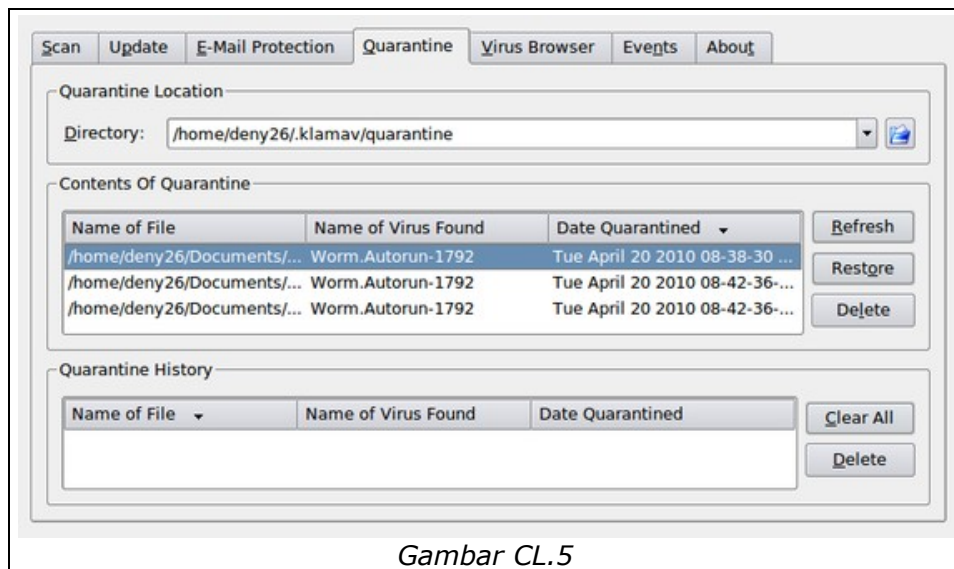 Scan Update E-Mail Protection Quarantine Virus Browser Events About
Quarantine Location
Directory: /home/deny26/.klamav/quarantine
Contents Of Quarantine
Name of File Name of Virus Found Date Quarantined
/home/deny26/Documents/... Worm.Autorun-1792 Tue April 20 2010 08-38-30 ...
/home/deny26/Documents/... Worm.Autorun-1792 Tue April 20 2010 08-42-36-...
/home/deny26/Documents/... Worm.Autorun-1792 Tue April 20 2010 08-42-36-...
Refresh
Restore
Delete
Quarantine History
Name of File Name of Virus Found Date Quarantined
Clear All
Delete
Gambar CL.5